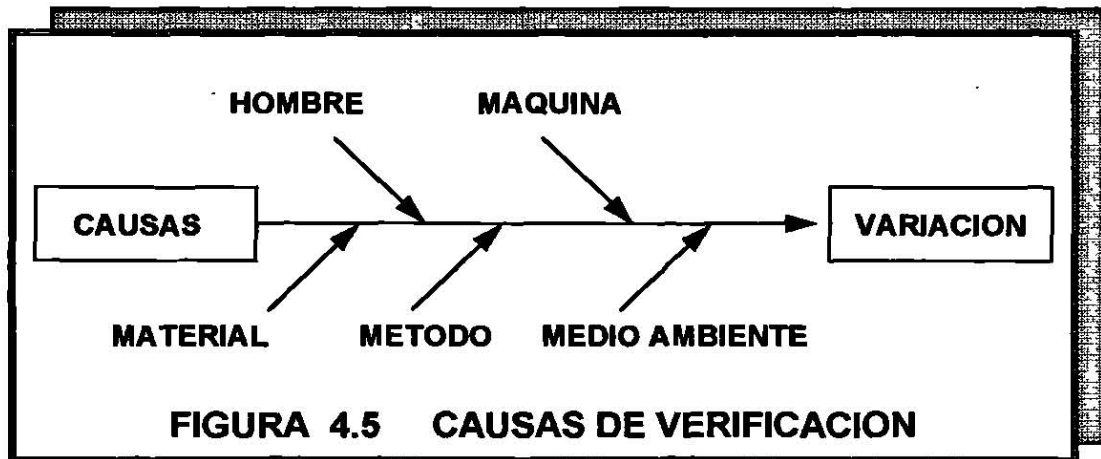 HOMBRE MAQUINA
CAUSAS VARIACION
MATERIAL METODO MEDIO AMBIENTE
FIGURA 4.5 CAUSAS DE VERIFICACION